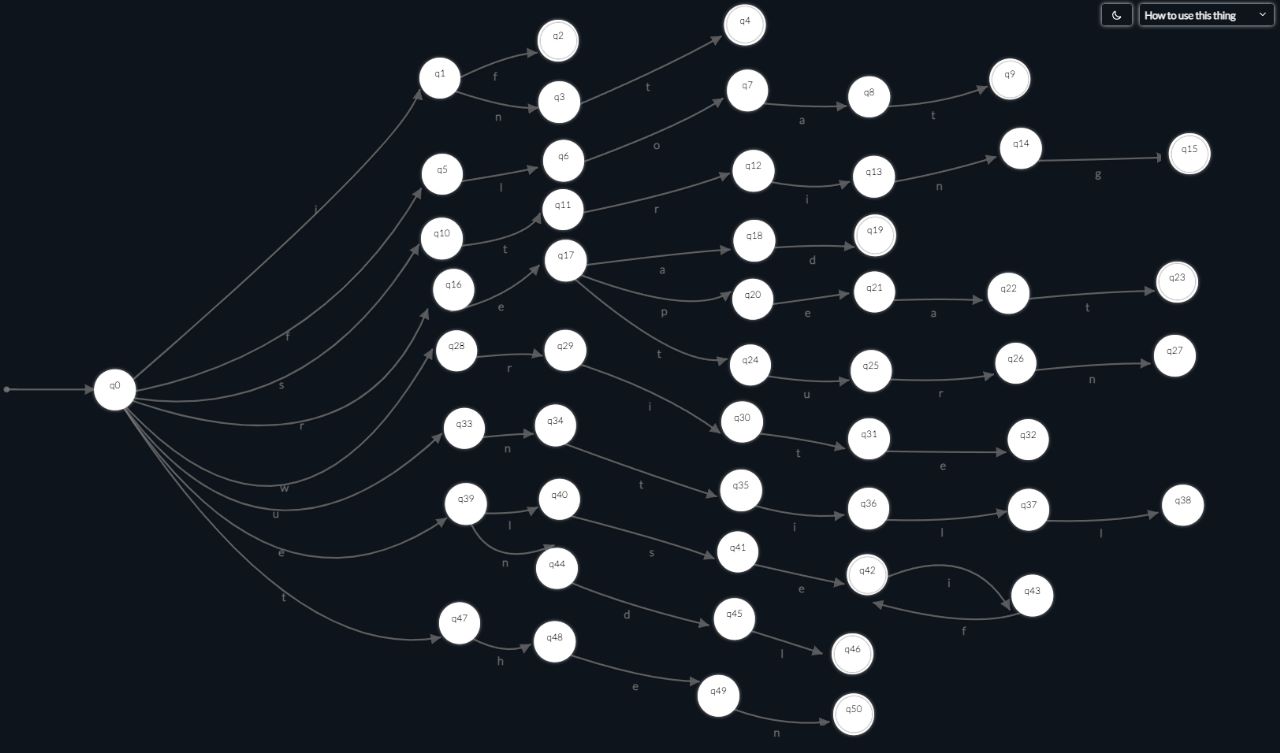 How to use this thing
q4
q2
q1
f
q3
n
t
q7
q8
q9
o
a
t
q5
q6
l
q14
q15
n
g
q12
q13
i
q11
r
i
q10
t
q17
q18
q19
a
d
q16
e
q20
q21
q22
q23
p
e
a
t
f
q28
q29
r
t
q24
q25
q26
q27
u
r
n
s
q0
i
q30
q31
q32
t
e
r
q33
q34
n
t
q35
q36
q37
q38
i
l
l
w
q39
q40
l
s
u
q41
q42
q43
e
i
f
e
n
q44
d
t
q45
q46
l
q47
q48
h
e
q49
q50
n